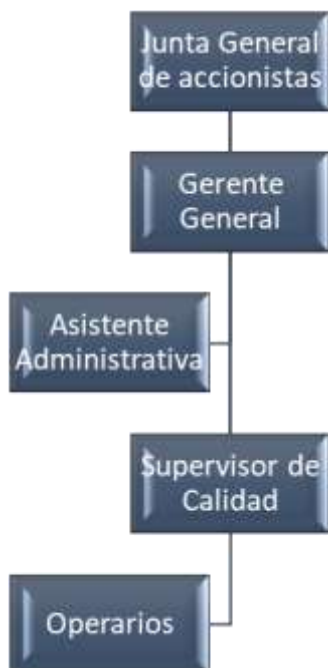 Junta General
de accionistas
Gerente
General
Asistente
Administrativa
Supervisor de
Calidad
Operarios